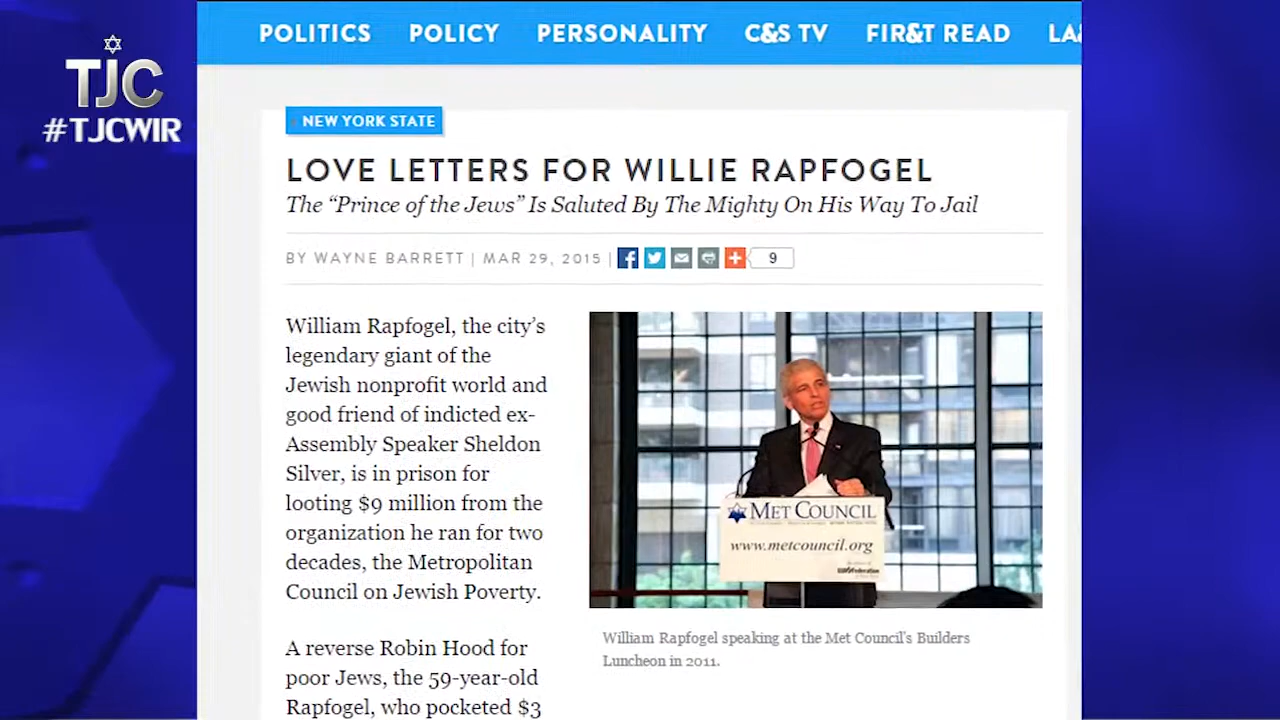 POLITICS POLICY PERSONALITY C&S TV FIR&T READ LA
TJC
#TJCWIR
NEW YORK STATE
LOVE LETTERS FOR WILLIE RAPFOGEL
The “Prince of the Jews” Is Saluted By The Mighty On His Way To Jail
BY WAYNE BARRETT | MAR 29, 2015 | 9
William Rapfogel, the city’s
legendary giant of the
Jewish nonprofit world and
good friend of indicted ex-
Assembly Speaker Sheldon
Silver, is in prison for
looting $9 million from the
organization he ran for two
decades, the Metropolitan
Council on Jewish Poverty.
A reverse Robin Hood for
poor Jews, the 59-year-old
Rapfogel, who pocketed $3
MET COUNCIL
www.metcouncil.org
William Rapfogel speaking at the Met Council's Builders
Luncheon in 2011.